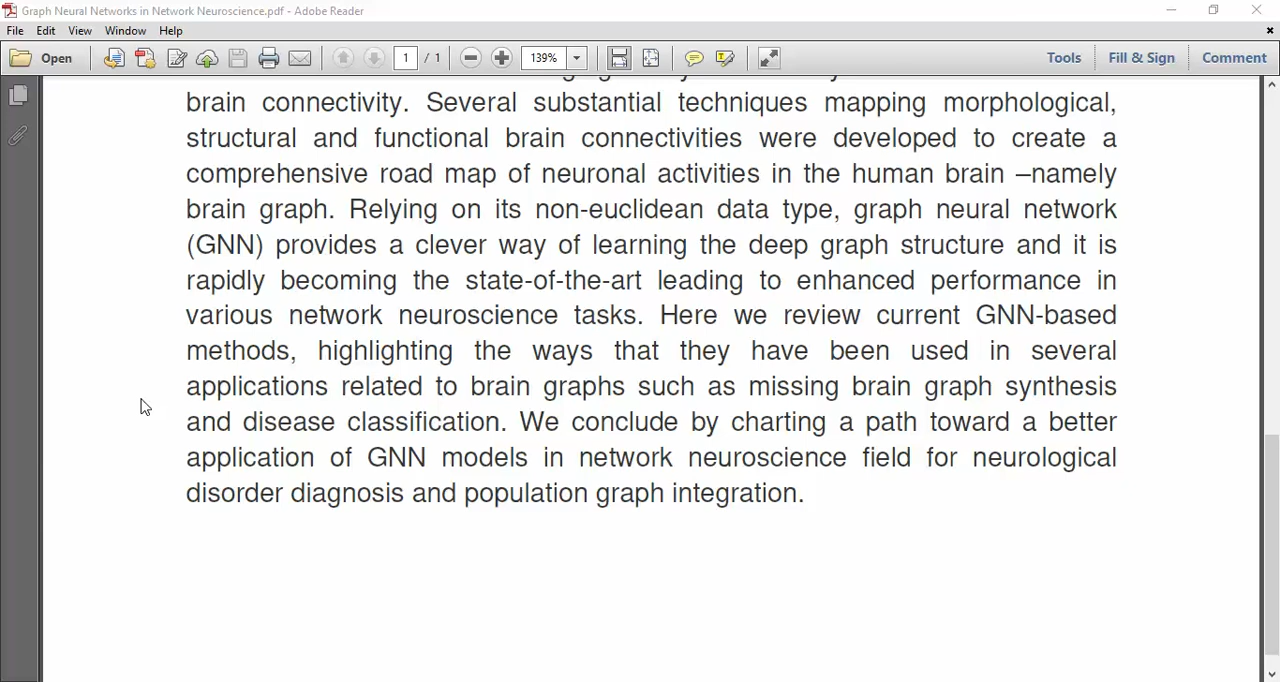 Graph Neural Networks in Network Neuroscience.pdf - Adobe Reader
File Edit View Window Help
Open 1 / 1 139% Tools Fill & Sign Comment
brain connectivity. Several substantial techniques mapping morphological,
structural and functional brain connectivities were developed to create a
comprehensive road map of neuronal activities in the human brain –namely
brain graph. Relying on its non-euclidean data type, graph neural network
(GNN) provides a clever way of learning the deep graph structure and it is
rapidly becoming the state-of-the-art leading to enhanced performance in
various network neuroscience tasks. Here we review current GNN-based
methods, highlighting the ways that they have been used in several
applications related to brain graphs such as missing brain graph synthesis
and disease classification. We conclude by charting a path toward a better
application of GNN models in network neuroscience field for neurological
disorder diagnosis and population graph integration.